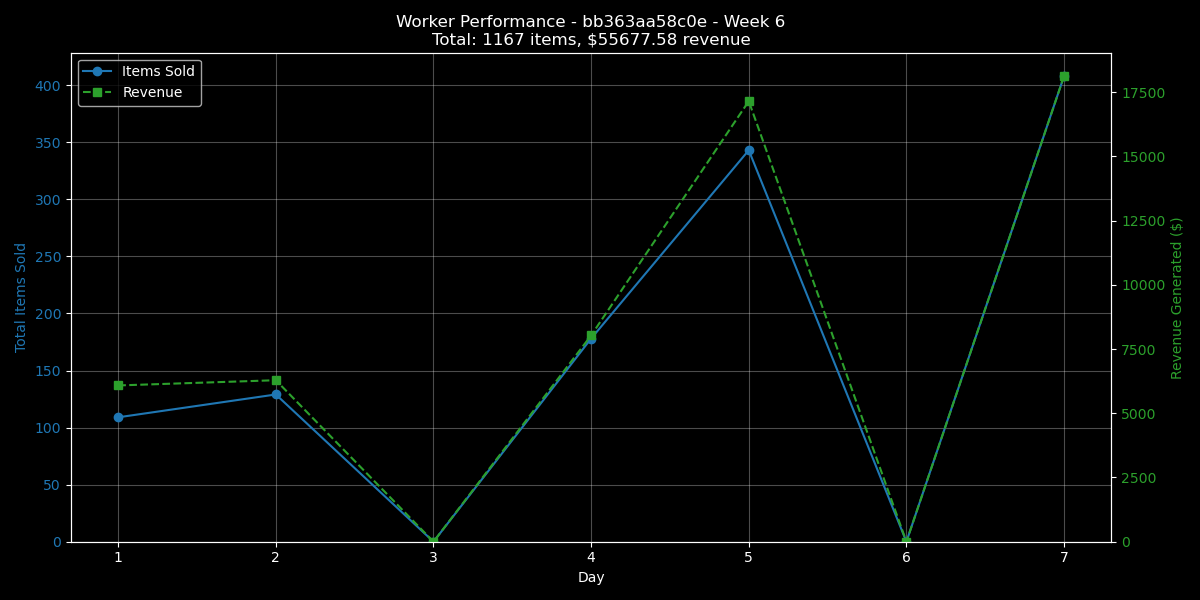 Worker Performance - bb363aa58c0e - Week 6
Total: 1167 items, $55677.58 revenue
Items Sold
Revenue
Total Items Sold
400
350
300
250
200
150
100
50
0
17500
15000
12500
10000
7500
5000
2500
0
Revenue Generated ($)
1 2 3 4 5 6 7
Day